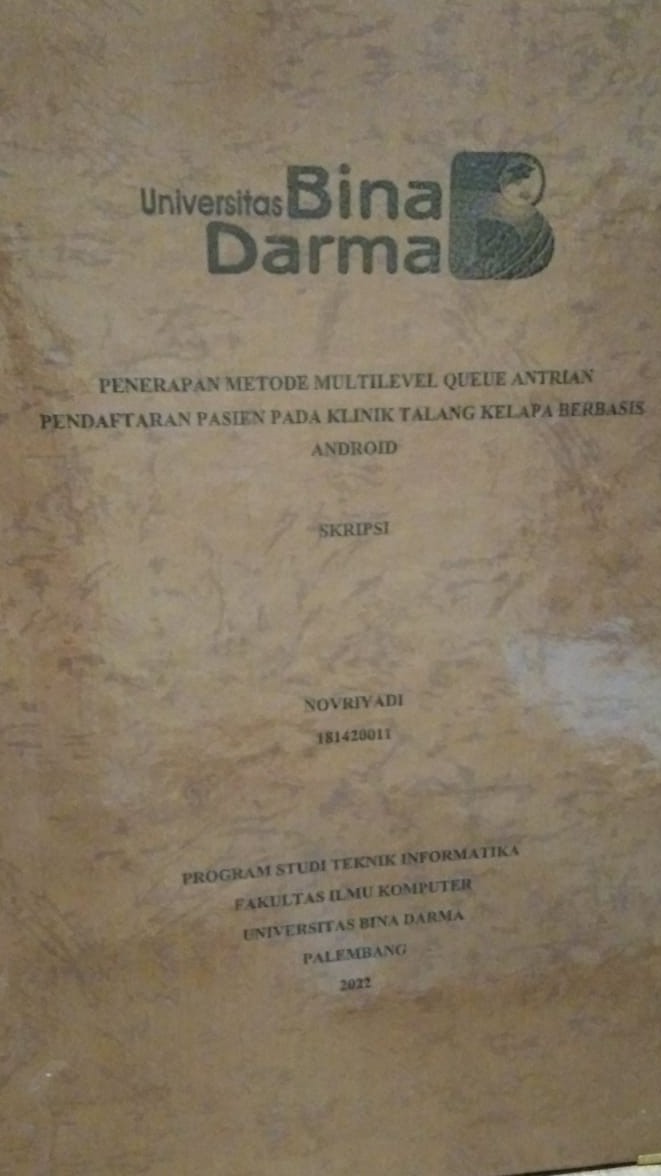 Universitas Bina
Darma
PENERAPAN METODE MULTILEVEL QUEUE ANTRIAN
PENDAFTARAN PASIEN PADA KLINIK TALANG KELAPA BERBASIS
ANDROID
SKRIPSI
NOVRIYADI
181420011
PROGRAM STUDI TEKNIK INFORMATIKA
FAKULTAS ILMU KOMPUTER
UNIVERSITAS BINA DARMA
PALEMBANG
2022